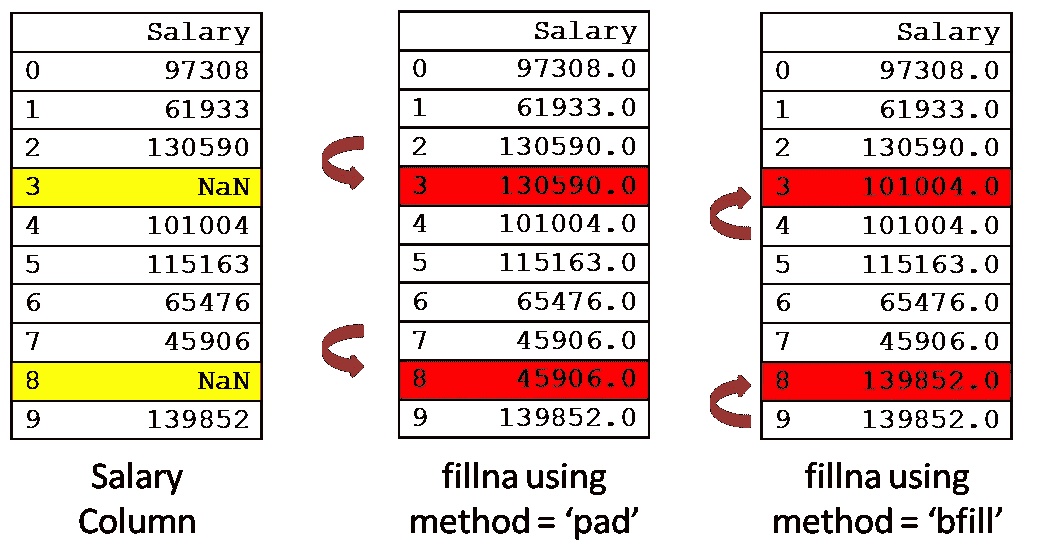 Salary
0 97308
1 61933
2 130590
3 NaN
4 101004
5 115163
6 65476
7 45906
8 NaN
9 139852
Salary
Column
Salary
0 97308.0
1 61933.0
2 130590.0
3 130590.0
4 101004.0
5 115163.0
6 65476.0
7 45906.0
8 45906.0
9 139852.0
fillna using
method = ‘pad’
Salary
0 97308.0
1 61933.0
2 130590.0
3 101004.0
4 101004.0
5 115163.0
6 65476.0
7 45906.0
8 139852.0
9 139852.0
fillna using
method = ‘bfill’